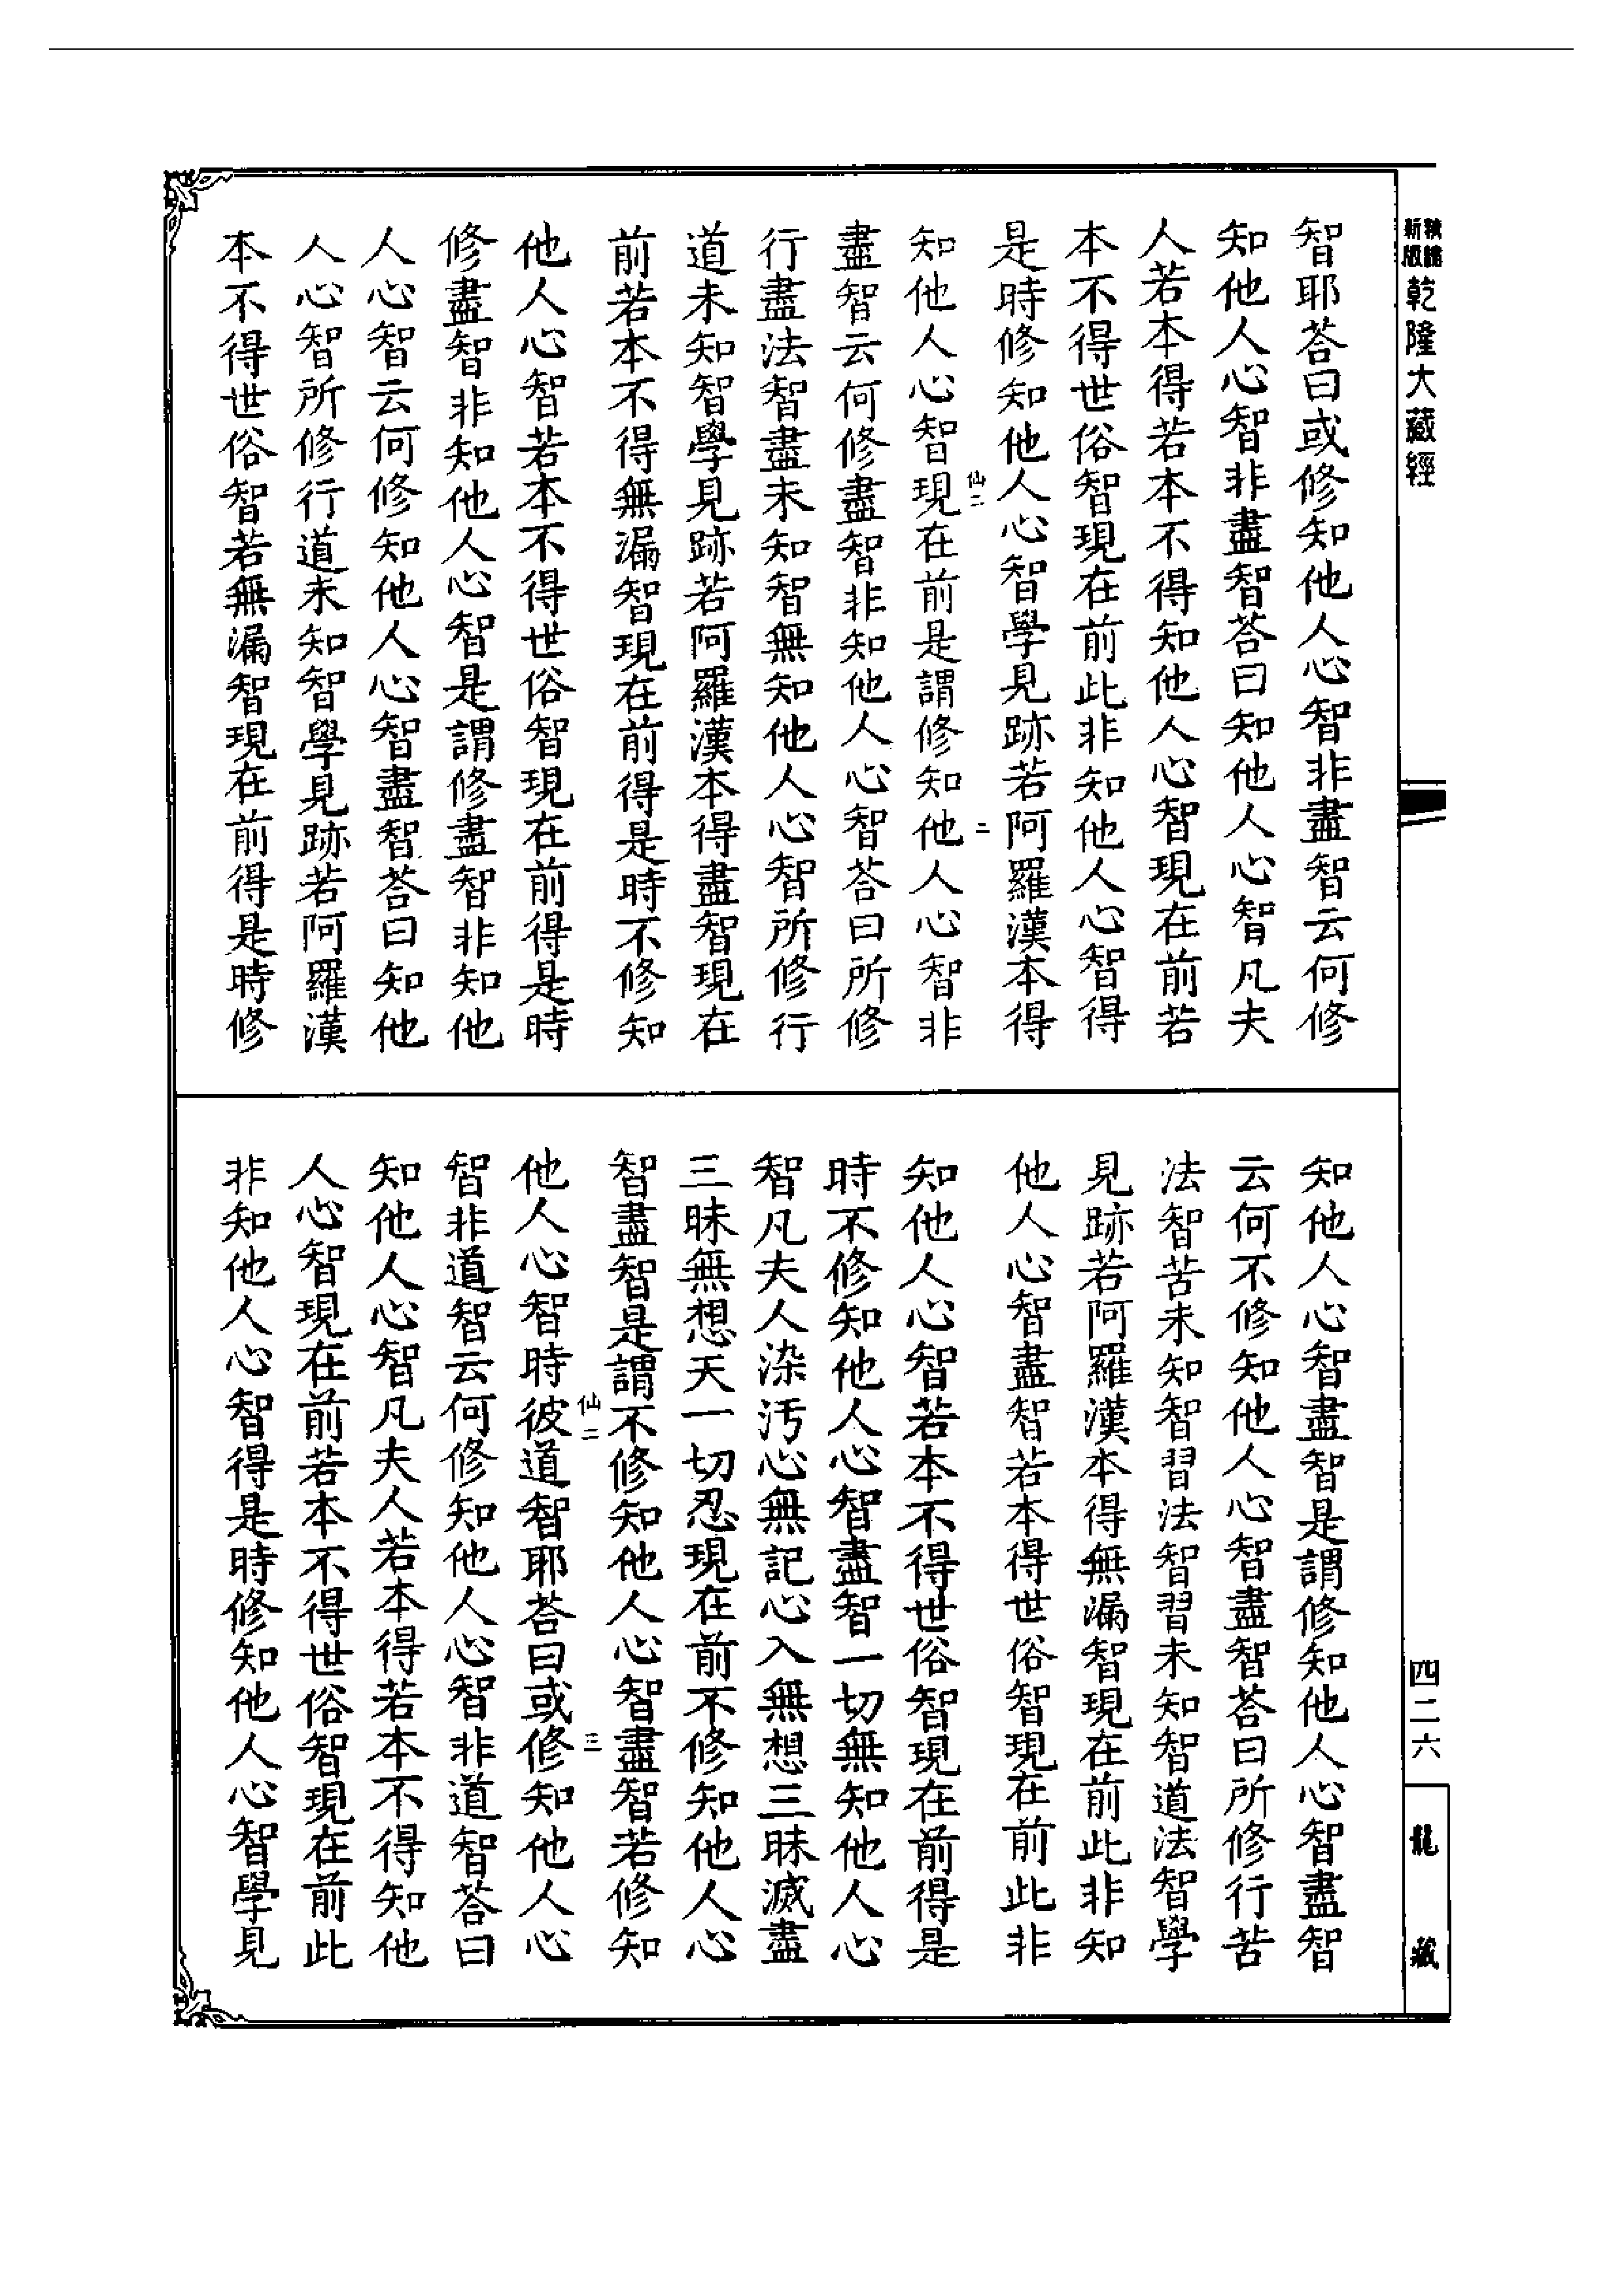 新版
精縮
乾隆大藏經
智耶荅曰或修知他人心智非盡智云何修
知他人心智非盡智荅曰知他人心智凡夫
人若本得若本不得知他人心智現在前若
本不得世俗智現在前此非知他人心智得
是時修知他人心智學見跡若阿羅漢本得
仙二
二
知他人心智現在前是謂修知他人心智非
盡智云何修盡智非知他人心智荅曰所修
行盡法智盡未知智無知他人心智所修行
道未知智學見跡若阿羅漢本得盡智現在
前若本不得無漏智現在前得是時不修知
他人心智若本不得世俗智現在前得是時
修盡智非知他人心智是謂修盡智非知他
人心智云何修知他人心智盡智荅曰知他
人心智所修行道未知智學見跡若阿羅漢
本不得世俗智若無漏智現在前得是時修
知他人心智盡智是謂修知他人心智盡智
云何不修知他人心智盡智荅曰所修行苦
法智苦未知智習法智習未知智道法智學
見跡若阿羅漢本得無漏智現在前此非知
他人心智盡智若本得世俗智現在前此非
知他人心智若本不得世俗智現在前得是
時不修知他人心智盡智一切無知他人心
智凡夫人染汚心無記心入無想三昧滅盡
三昧無想天一切忍現在前不修知他人心
智盡智是謂不修知他人心智盡智若修知
仙二
三
他人心智時彼道智耶荅曰或修知他人心
智非道智云何修知他人心智非道智荅曰
知他人心智凡夫人若本得若本不得知他
人心智現在前若本不得世俗智現在前此
非知他人心智得是時修知他人心智學見
四二六
龍藏